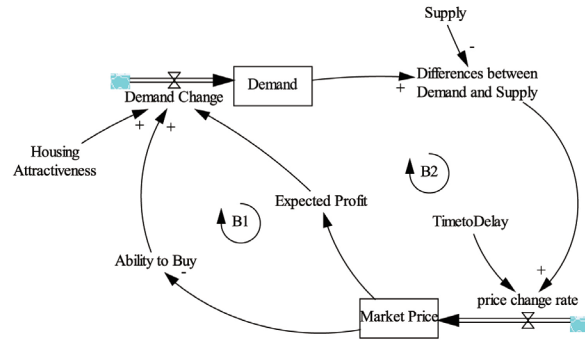 Supply
-
Differences between
Demand and Supply
+
Demand
Demand Change
+
+
Housing
Attractiveness
B2
Expected Profit
B1
TimetoDelay
Ability to Buy
-
+
price change rate
Market Price